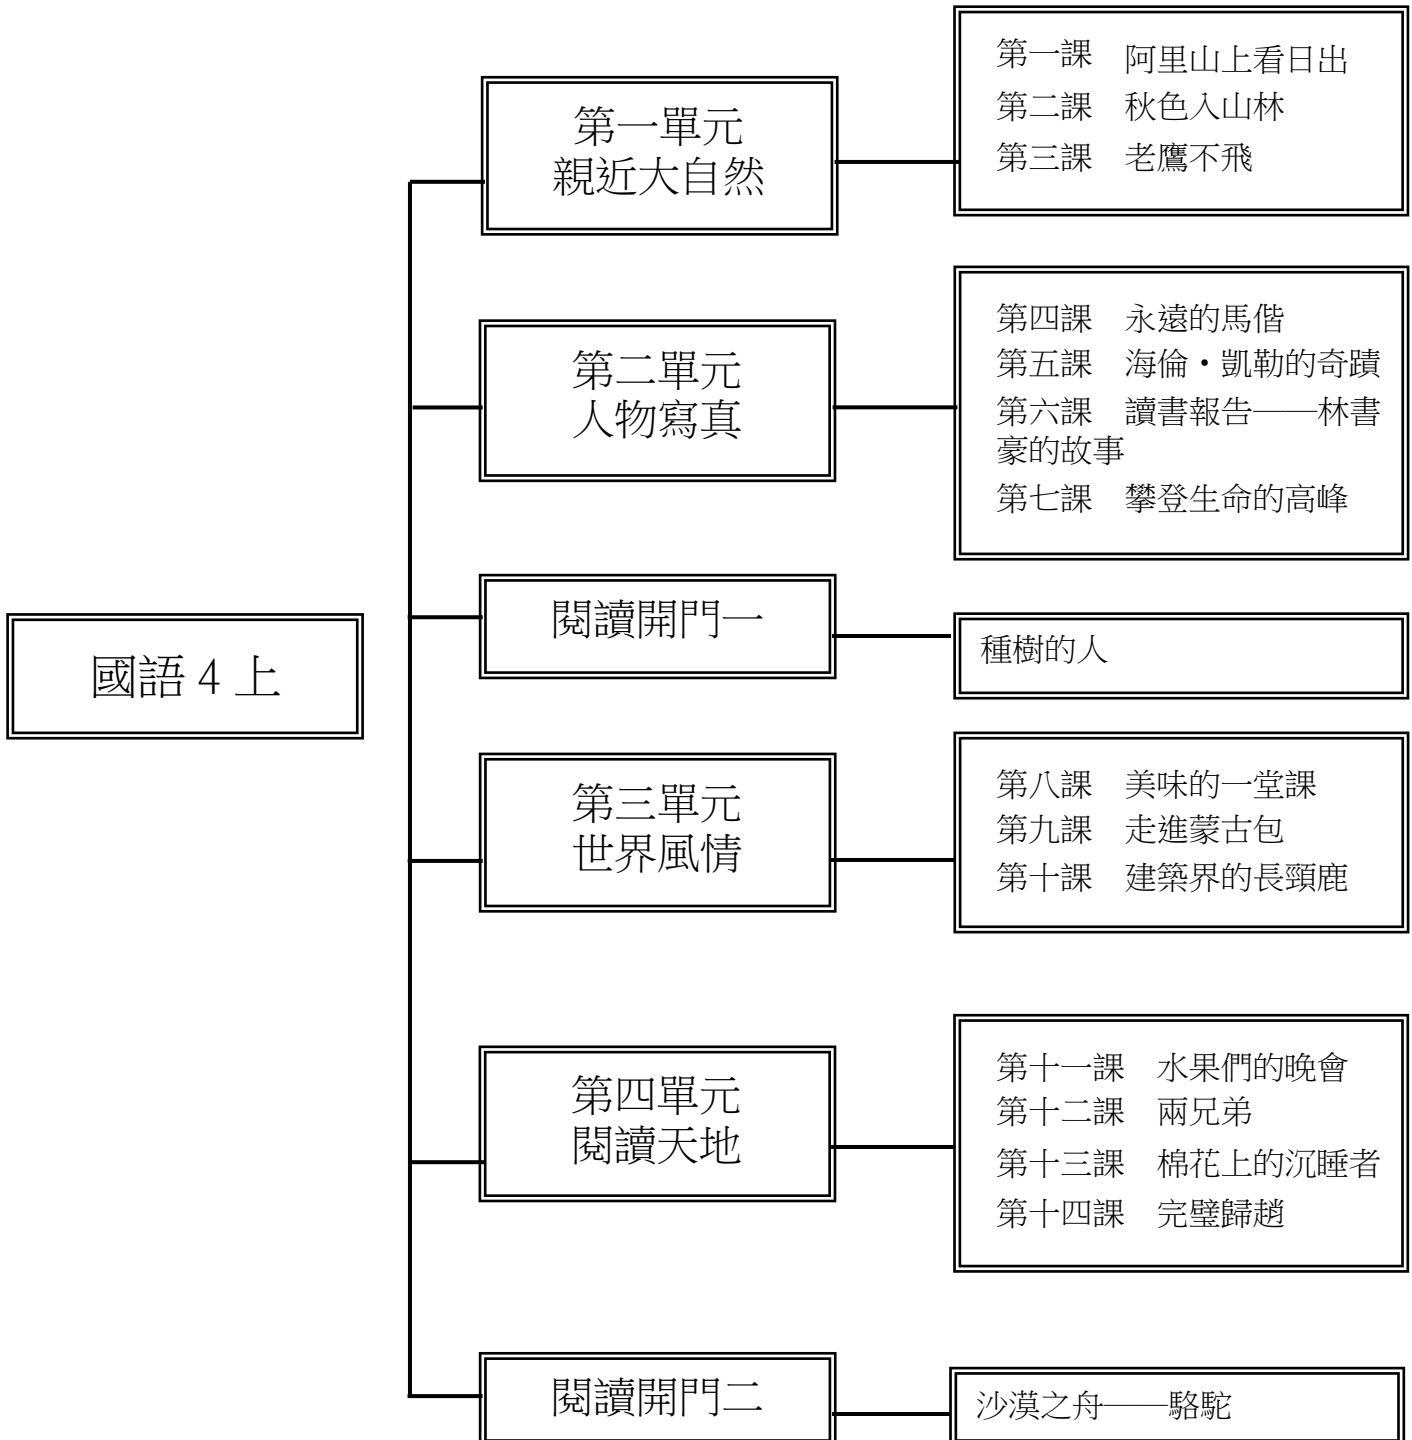 國語 4 上
第一單元
親近大自然
第一課　阿里山上看日出
第二課　秋色入山林
第三課　老鷹不飛
第二單元
人物寫真
第四課　永遠的馬偕
第五課　海倫・凱勒的奇蹟
第六課　讀書報告——林書
豪的故事
第七課　攀登生命的高峰
閱讀開門一
種樹的人
第三單元
世界風情
第八課　美味的一堂課
第九課　走進蒙古包
第十課　建築界的長頸鹿
第四單元
閱讀天地
第十一課　水果們的晚會
第十二課　兩兄弟
第十三課　棉花上的沉睡者
第十四課　完璧歸趙
閱讀開門二
沙漠之舟——駱駝